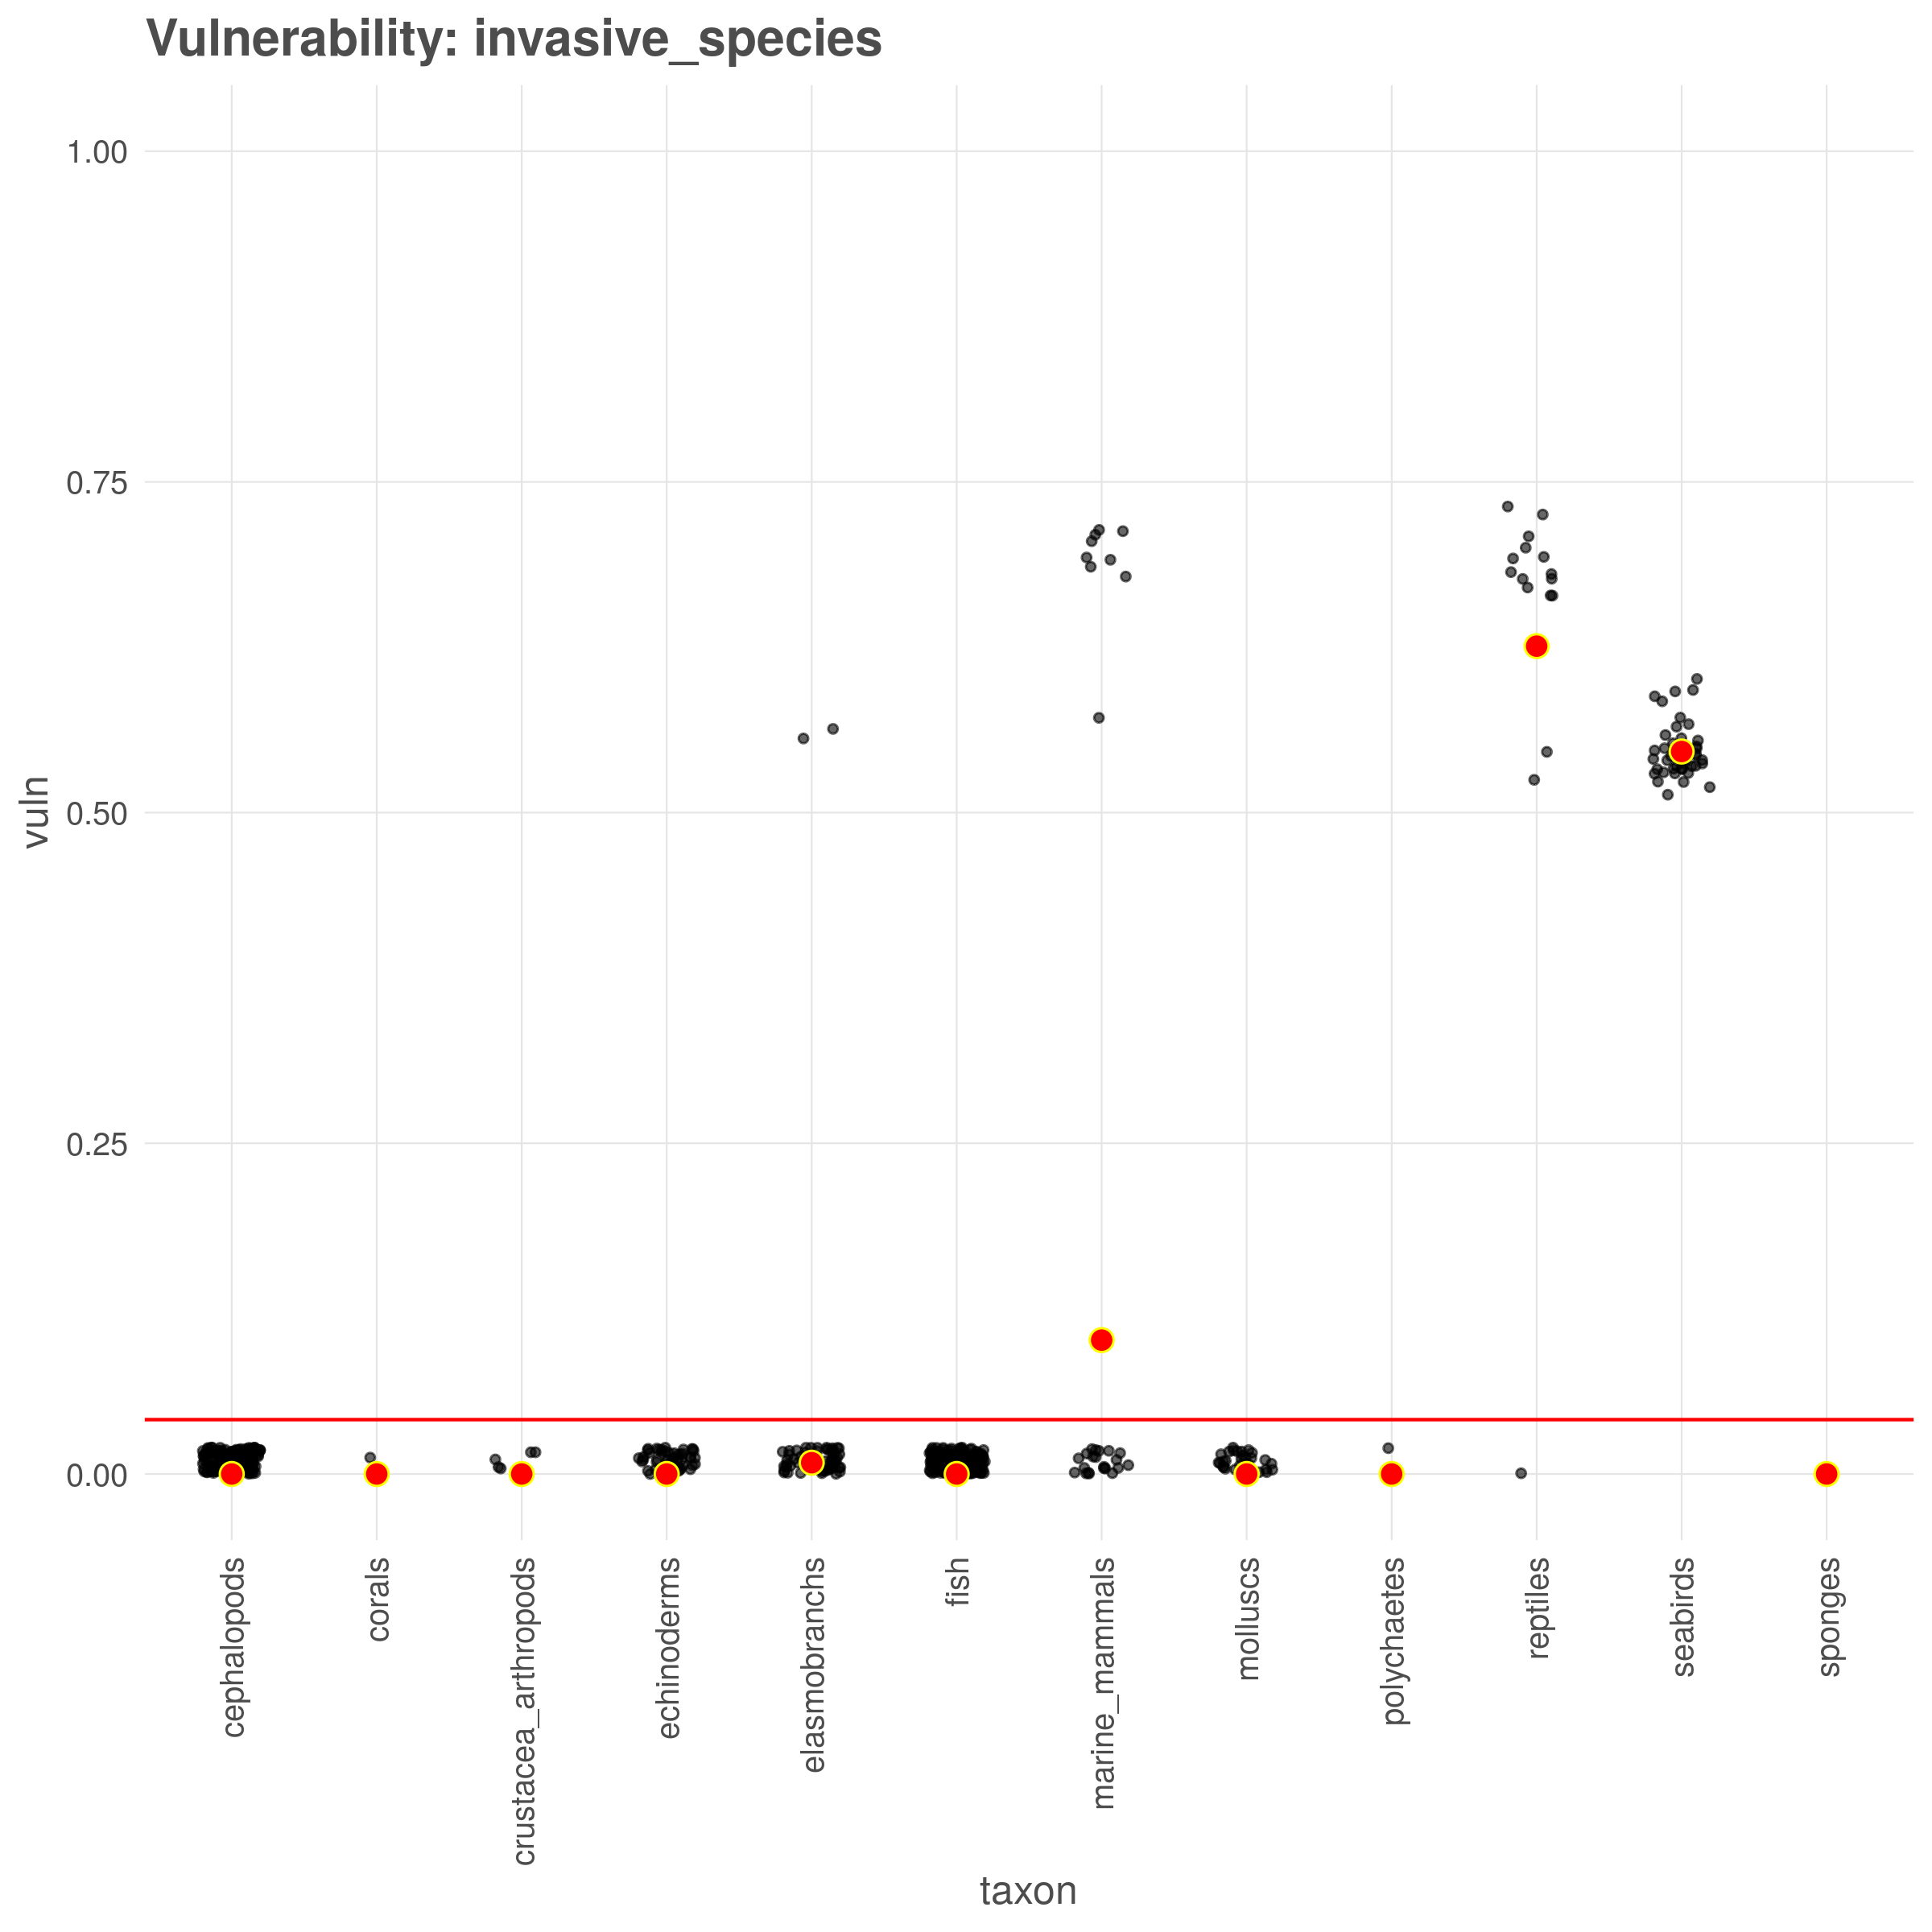 Vulnerability: invasive_species
vuln
1.00
0.75
0.50
0.25
0.00
cephalopods
corals
crustacea_arthropods
echinoderms
elasmobranchs
fish
marine_mammals
molluscs
polychaetes
reptiles
seabirds
sponges
taxon